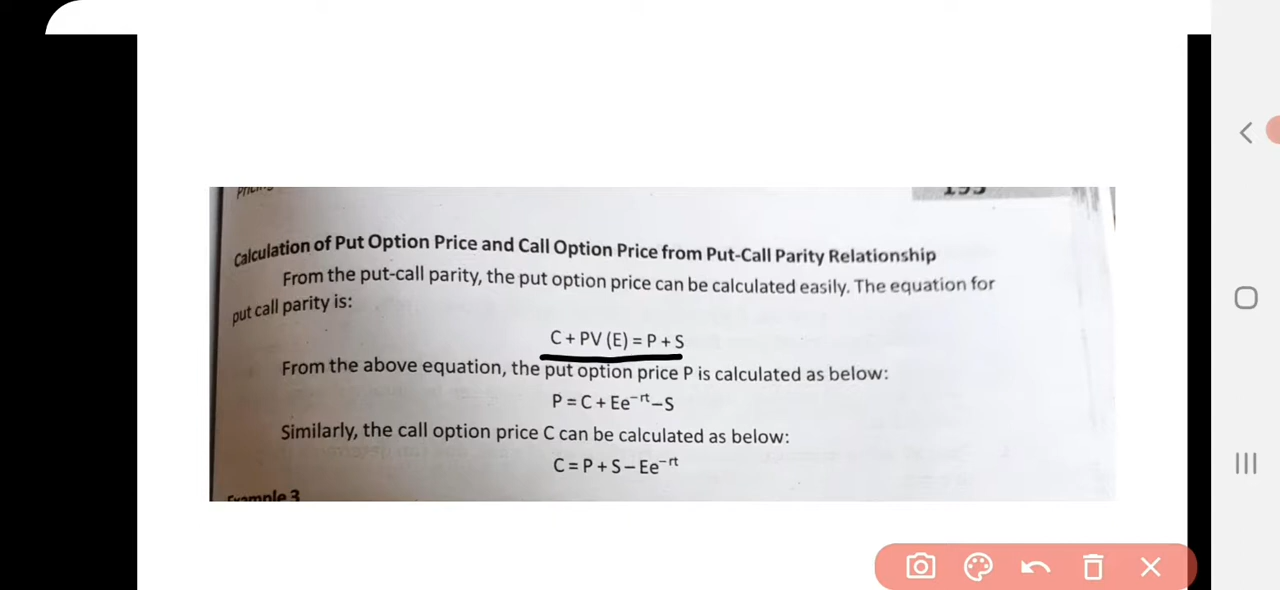 Calculation of Put Option Price and Call Option Price from Put-Call Parity Relationship
From the put-call parity, the put option price can be calculated easily. The equation for
put call parity is:
C + PV (E) = P + S
From the above equation, the put option price P is calculated as below:
P = C + Ee⁻ʳᵗ – S
Similarly, the call option price C can be calculated as below:
C = P + S – Ee⁻ʳᵗ
Example 3